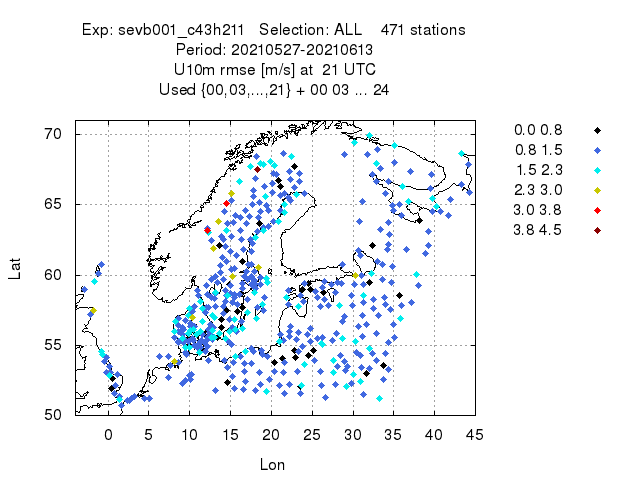 Exp: sevb001_c43h211   Selection: ALL    471 stations
Period: 20210527-20210613
U10m rmse [m/s] at  21 UTC
Used {00,03,...,21} + 00 03 ... 24
70
65
60
55
50
Lat
0 5 10 15 20 25 30 35 40 45
Lon
0.0 0.8
0.8 1.5
1.5 2.3
2.3 3.0
3.0 3.8
3.8 4.5